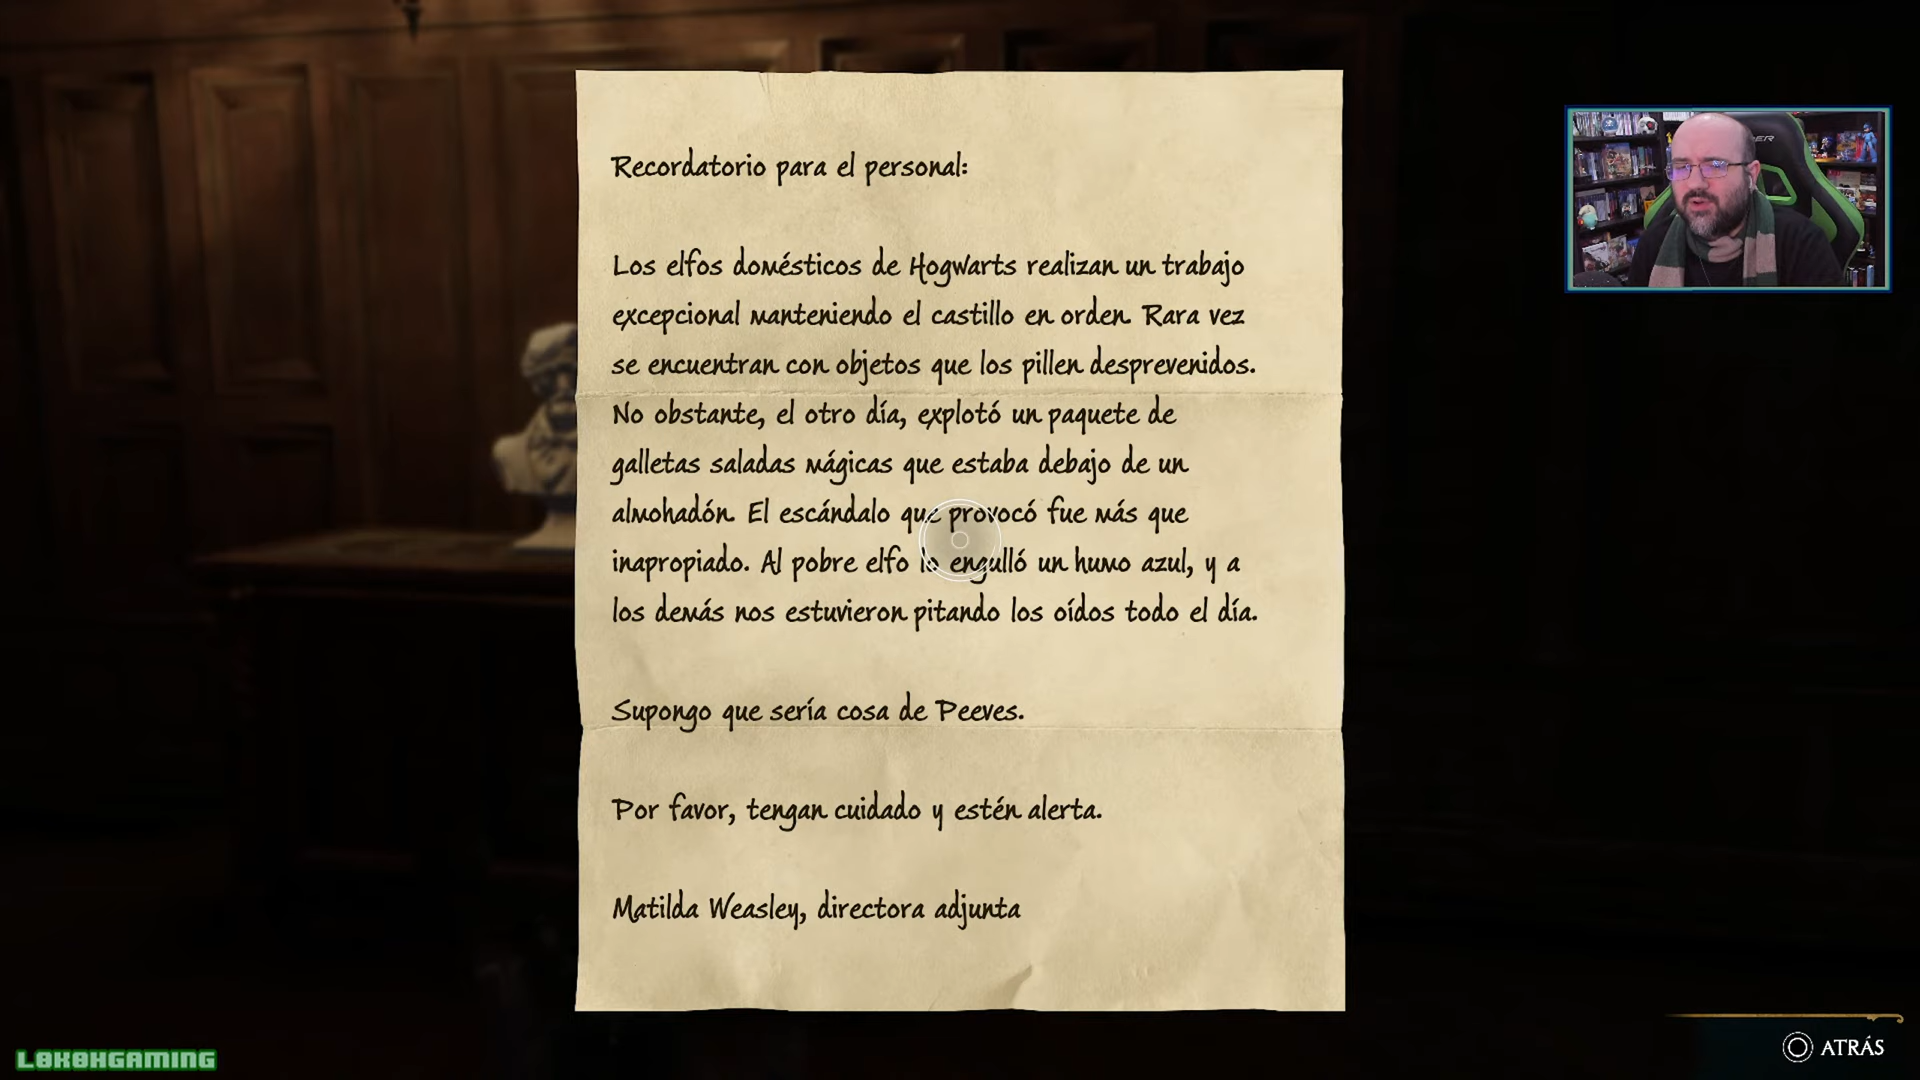 Recordatorio para el personal:
Los elfos domésticos de Hogwarts realizan un trabajo
excepcional manteniendo el castillo en orden. Rara vez
se encuentran con objetos que los pillen desprevenidos.
No obstante, el otro día, explotó un paquete de
galletas saladas mágicas que estaba debajo de un
almohadón. El escándalo que provocó fue más que
inapropiado. Al pobre elfo lo engulló un humo azul, y a
los demás nos estuvieron pitando los oídos todo el día.
Supongo que sería cosa de Peeves.
Por favor, tengan cuidado y estén alerta.
Matilda Weasley, directora adjunta
L0K0HGAMING
ATRÁS